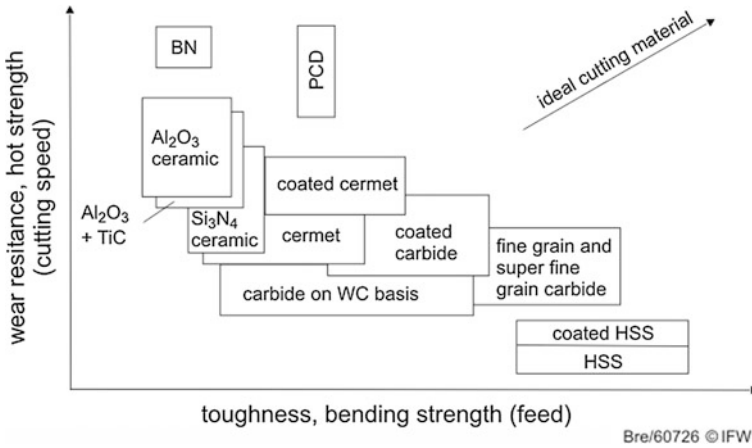 BN
PCD
ideal cutting material
wear resitance, hot strength
(cutting speed)
Al₂O₃
ceramic
Al₂O₃
+ TiC
Si₃N₄
ceramic
coated cermet
cermet
coated
carbide
fine grain and
super fine
grain carbide
carbide on WC basis
coated HSS
HSS
toughness, bending strength (feed)
Bre/60726 © IFW